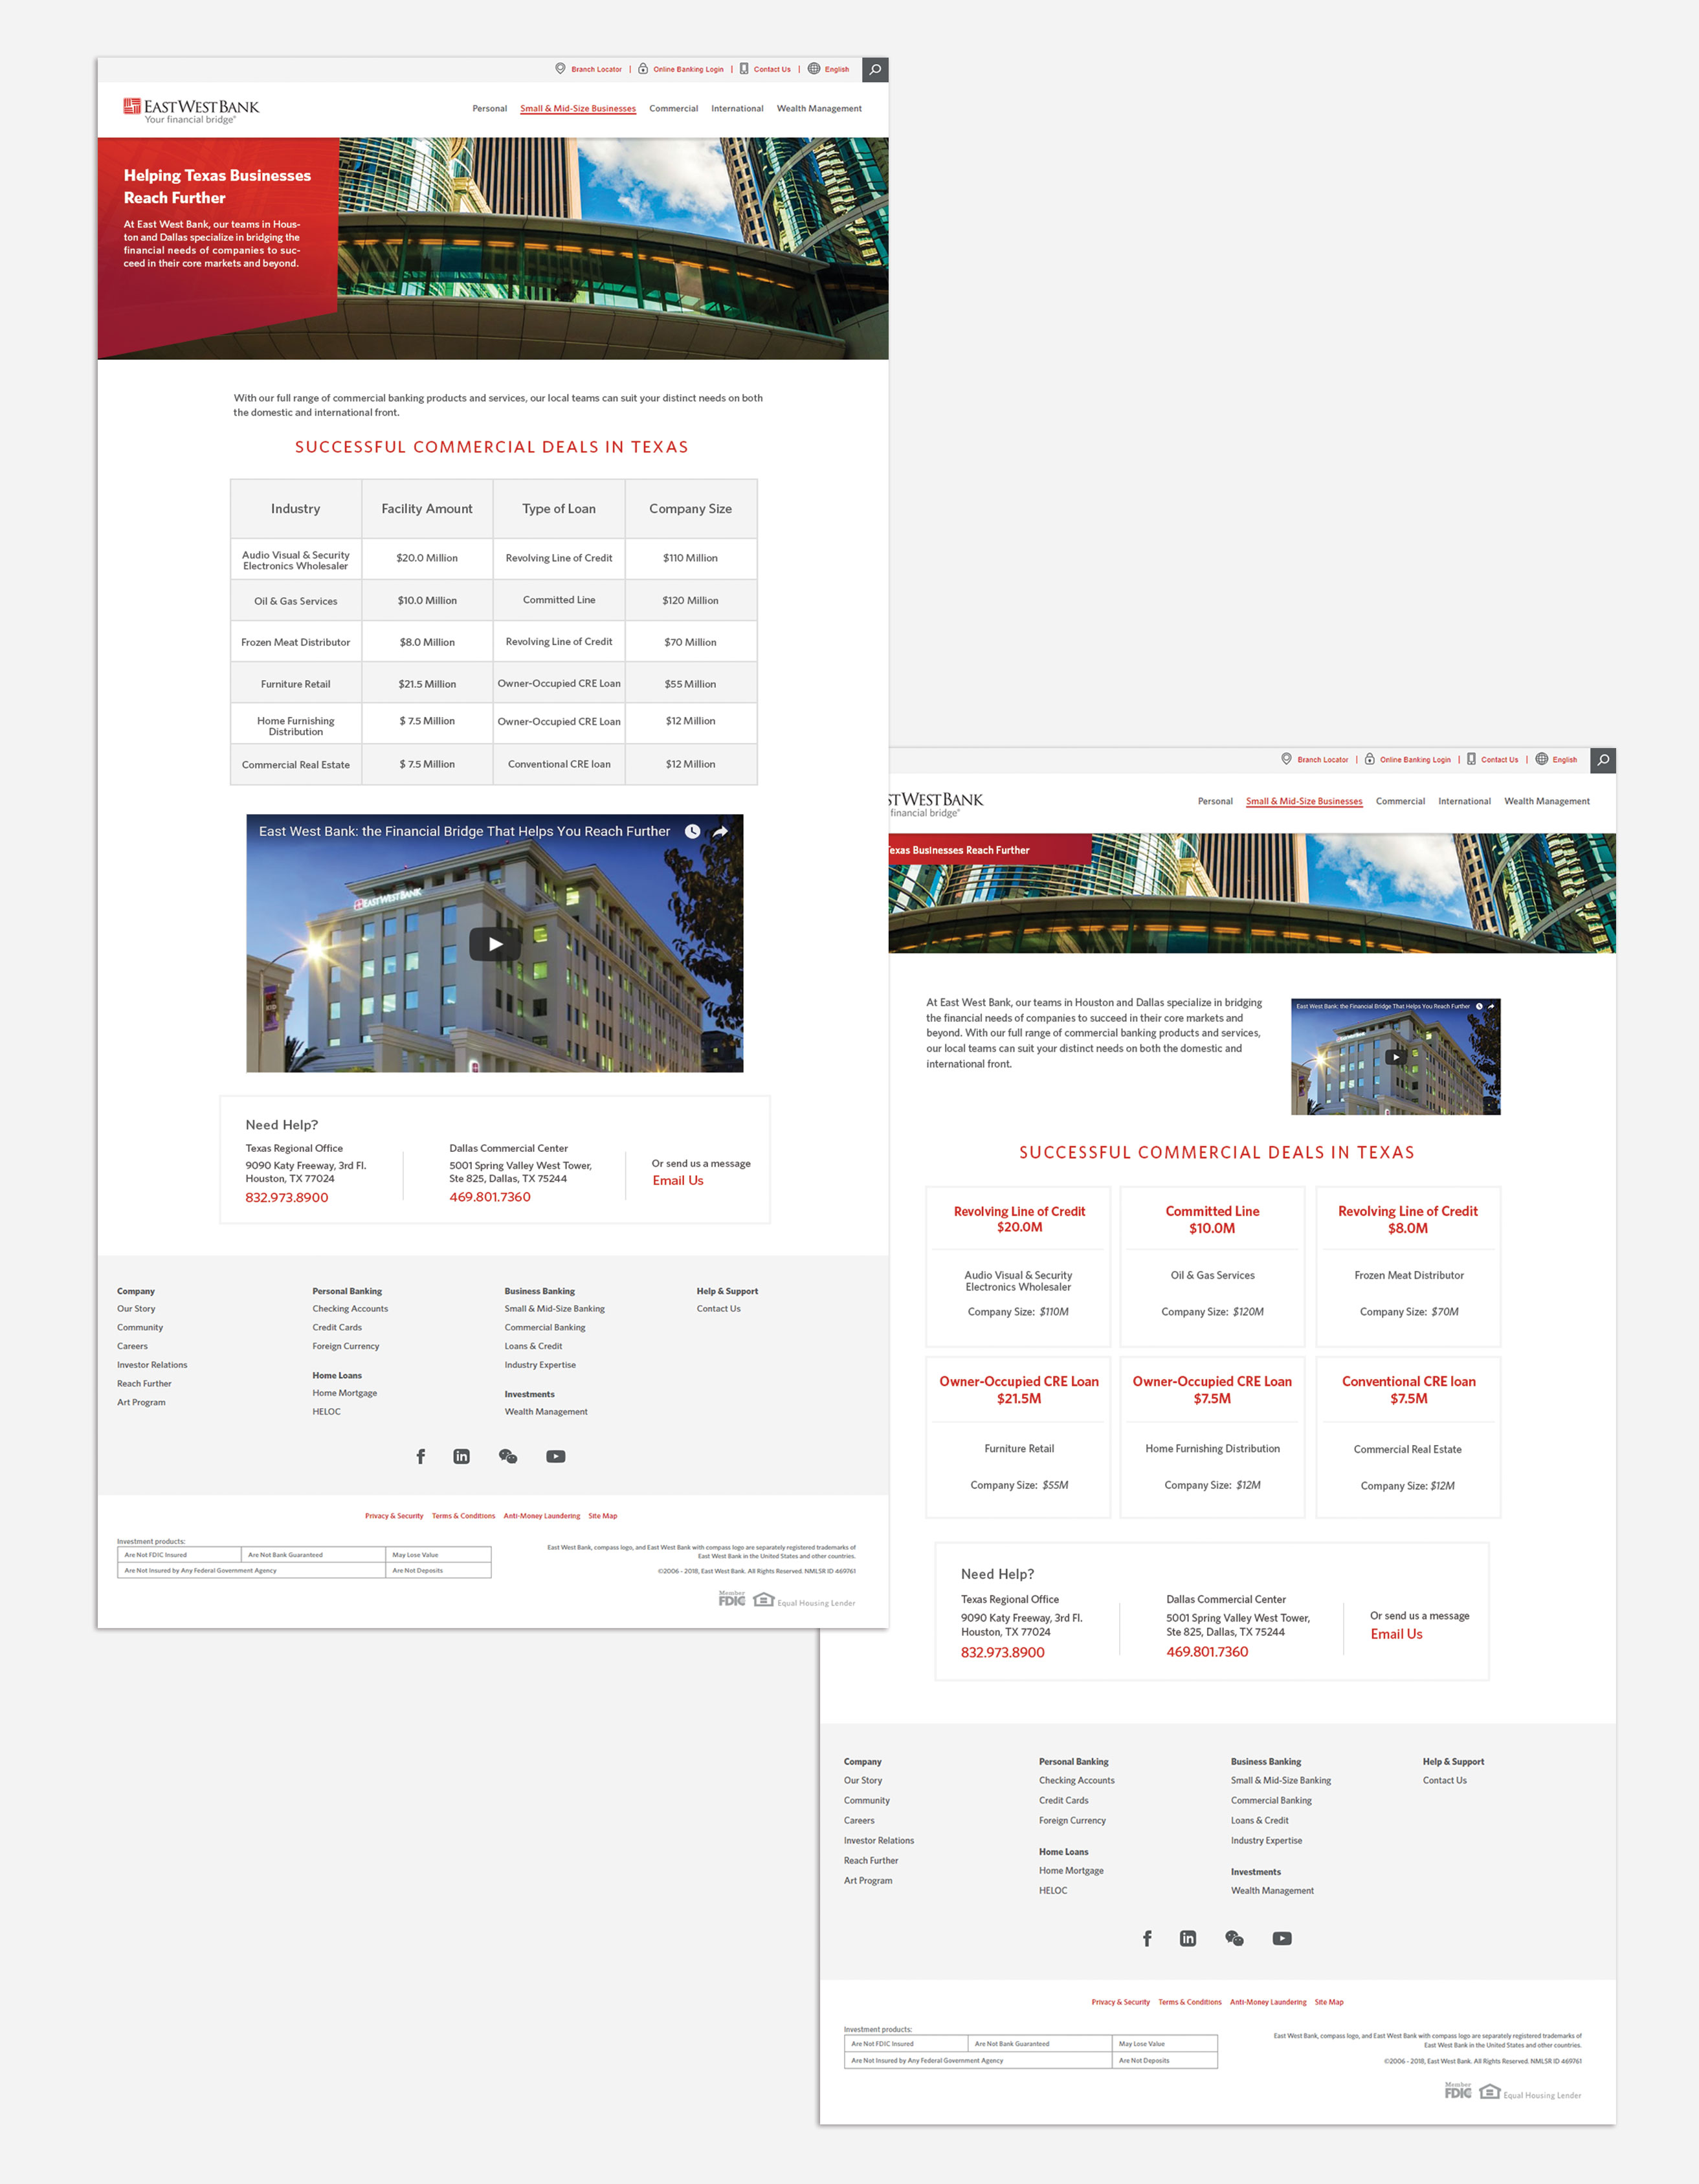 Branch Locator | Online Banking Login | Contact Us | English
EAST WEST BANK
Your financial bridge®
Personal Small & Mid-Size Businesses Commercial International Wealth Management
Helping Texas Businesses
Reach Further
At East West Bank, our teams in Hous-
ton and Dallas specialize in bridging the
financial needs of companies to suc-
ceed in their core markets and beyond.
With our full range of commercial banking products and services, our local teams can suit your distinct needs on both
the domestic and international front.
SUCCESSFUL COMMERCIAL DEALS IN TEXAS
Industry Facility Amount Type of Loan Company Size
Audio Visual & Security
Electronics Wholesaler
$20.0 Million Revolving Line of Credit $110 Million
Oil & Gas Services $10.0 Million Committed Line $120 Million
Frozen Meat Distributor $8.0 Million Revolving Line of Credit $70 Million
Furniture Retail $21.5 Million Owner-Occupied CRE Loan $55 Million
Home Furnishing
Distribution
$ 7.5 Million Owner-Occupied CRE Loan $12 Million
Commercial Real Estate $ 7.5 Million Conventional CRE loan $12 Million
East West Bank: the Financial Bridge That Helps You Reach Further
EAST WEST BANK
Need Help?
Texas Regional Office
9090 Katy Freeway, 3rd Fl.
Houston, TX 77024
832.973.8900
Dallas Commercial Center
5001 Spring Valley West Tower,
Ste 825, Dallas, TX 75244
469.801.7360
Or send us a message
Email Us
Company
Our Story
Community
Careers
Investor Relations
Reach Further
Art Program
Personal Banking
Checking Accounts
Credit Cards
Foreign Currency
Home Loans
Home Mortgage
HELOC
Business Banking
Small & Mid-Size Banking
Commercial Banking
Loans & Credit
Industry Expertise
Investments
Wealth Management
Help & Support
Contact Us
Privacy & Security Terms & Conditions Anti-Money Laundering Site Map
Investment products:
Are Not FDIC Insured Are Not Bank Guaranteed May Lose Value
Are Not Insured by Any Federal Government Agency Are Not Deposits
East West Bank, compass logo, and East West Bank with compass logo are separately registered trademarks of
East West Bank in the United States and other countries.
©2006 - 2018, East West Bank. All Rights Reserved. NMLSR ID 469761
Member
FDIC Equal Housing Lender
Branch Locator | Online Banking Login | Contact Us | English
ST WEST BANK
financial bridge®
Personal Small & Mid-Size Businesses Commercial International Wealth Management
Texas Businesses Reach Further
At East West Bank, our teams in Houston and Dallas specialize in bridging
the financial needs of companies to succeed in their core markets and
beyond. With our full range of commercial banking products and services,
our local teams can suit your distinct needs on both the domestic and
international front.
East West Bank: the Financial Bridge That Helps You Reach Further
SUCCESSFUL COMMERCIAL DEALS IN TEXAS
Revolving Line of Credit
$20.0M
Audio Visual & Security
Electronics Wholesaler
Company Size: $110M
Committed Line
$10.0M
Oil & Gas Services
Company Size: $120M
Revolving Line of Credit
$8.0M
Frozen Meat Distributor
Company Size: $70M
Owner-Occupied CRE Loan
$21.5M
Furniture Retail
Company Size: $55M
Owner-Occupied CRE Loan
$7.5M
Home Furnishing Distribution
Company Size: $12M
Conventional CRE loan
$7.5M
Commercial Real Estate
Company Size: $12M
Need Help?
Texas Regional Office
9090 Katy Freeway, 3rd Fl.
Houston, TX 77024
832.973.8900
Dallas Commercial Center
5001 Spring Valley West Tower,
Ste 825, Dallas, TX 75244
469.801.7360
Or send us a message
Email Us
Company
Our Story
Community
Careers
Investor Relations
Reach Further
Art Program
Personal Banking
Checking Accounts
Credit Cards
Foreign Currency
Home Loans
Home Mortgage
HELOC
Business Banking
Small & Mid-Size Banking
Commercial Banking
Loans & Credit
Industry Expertise
Investments
Wealth Management
Help & Support
Contact Us
Privacy & Security Terms & Conditions Anti-Money Laundering Site Map
Investment products:
Are Not FDIC Insured Are Not Bank Guaranteed May Lose Value
Are Not Insured by Any Federal Government Agency Are Not Deposits
East West Bank, compass logo, and East West Bank with compass logo are separately registered trademarks of
East West Bank in the United States and other countries.
©2006 - 2018, East West Bank. All Rights Reserved. NMLSR ID 469761
Member
FDIC Equal Housing Lender